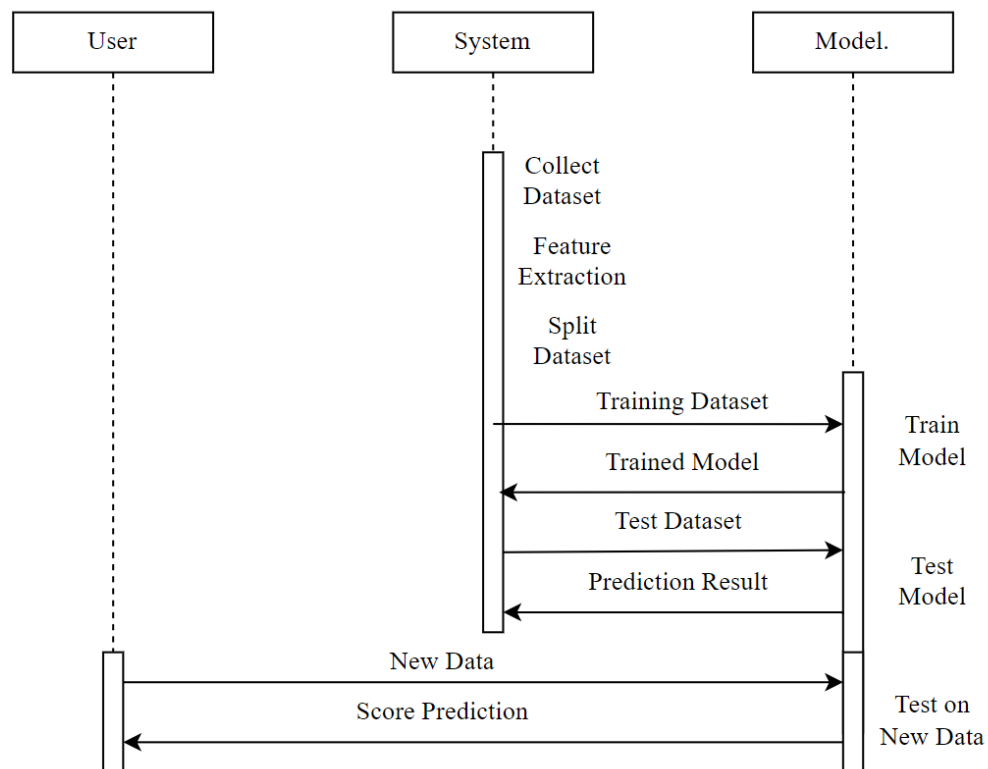 User
System
Model.
Collect
Dataset
Feature
Extraction
Split
Dataset
Training Dataset
Train
Model
Trained Model
Test Dataset
Test
Model
Prediction Result
New Data
Score Prediction
Test on
New Data